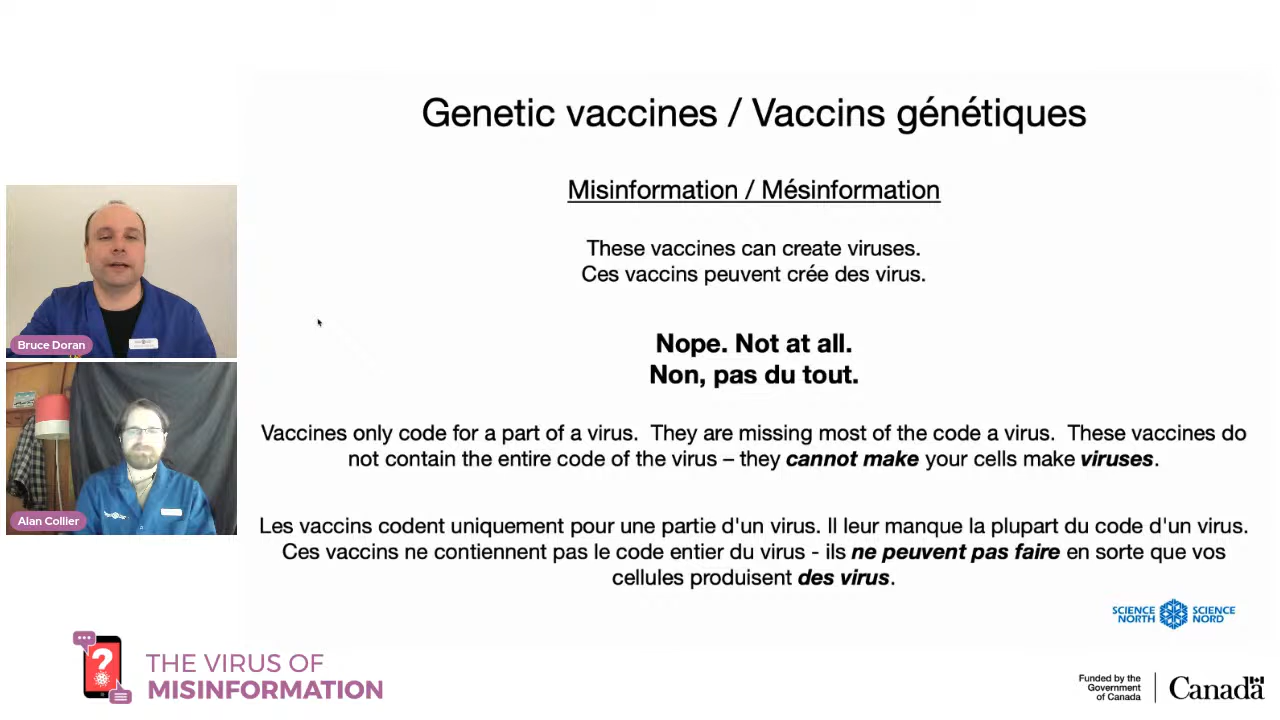 Genetic vaccines / Vaccins génétiques
Misinformation / Mésinformation
These vaccines can create viruses.
Ces vaccins peuvent crée des virus.
Nope. Not at all.
Non, pas du tout.
Vaccines only code for a part of a virus. They are missing most of the code a virus. These vaccines do
not contain the entire code of the virus – they cannot make your cells make viruses.
Les vaccins codent uniquement pour une partie d'un virus. Il leur manque la plupart du code d'un virus.
Ces vaccins ne contiennent pas le code entier du virus - ils ne peuvent pas faire en sorte que vos
cellules produisent des virus.
Bruce Doran
Alan Collier
SCIENCE NORTH
SCIENCE NORD
?
THE VIRUS OF
MISINFORMATION
Funded by the
Government
of Canada
Canada